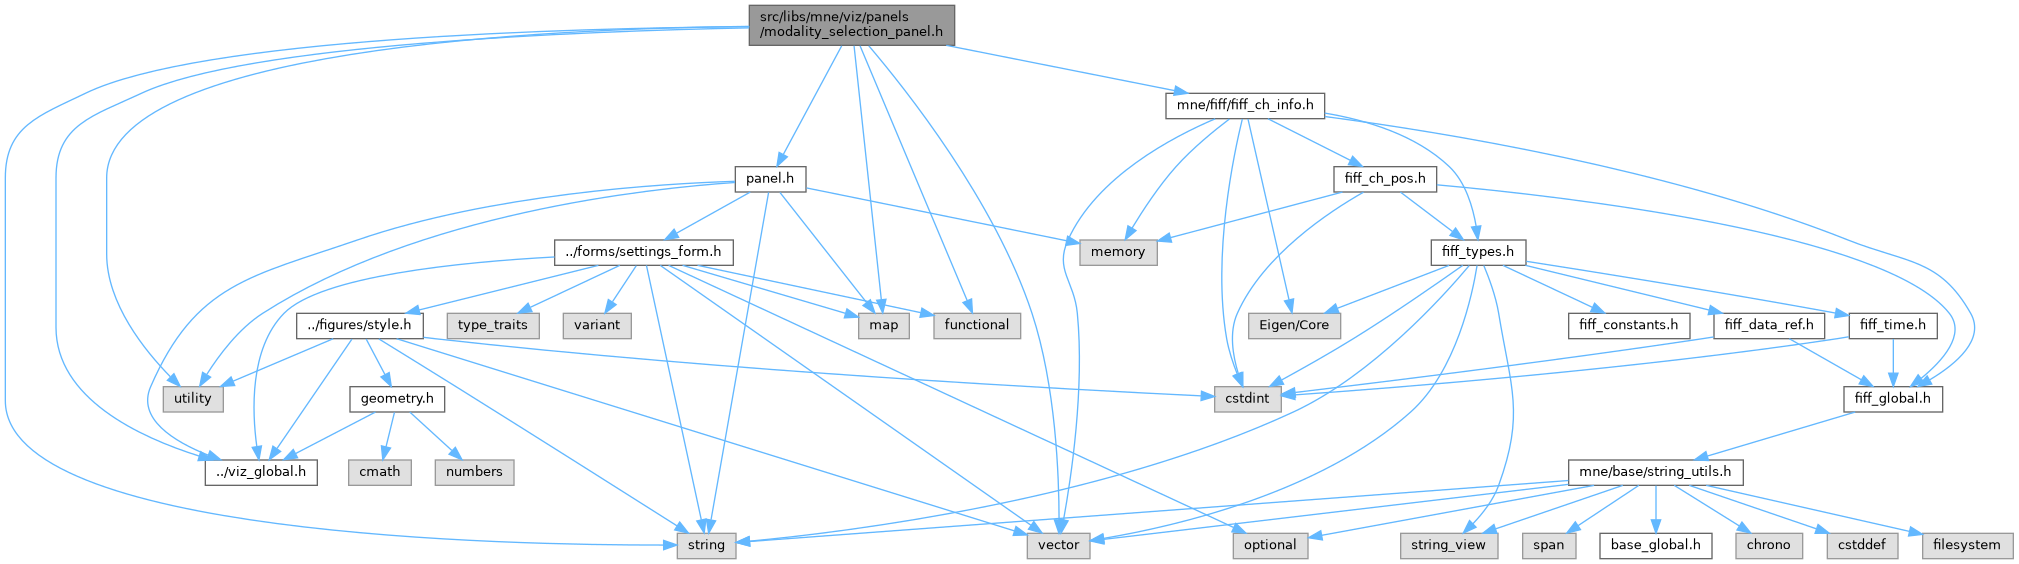 src/libs/mne/viz/panels
/modality_selection_panel.h
mne/fiff/fiff_ch_info.h
panel.h
fiff_ch_pos.h
../forms/settings_form.h
memory
fiff_types.h
../figures/style.h
type_traits
variant
map
functional
Eigen/Core
fiff_constants.h
fiff_data_ref.h
fiff_time.h
utility
geometry.h
cstdint
fiff_global.h
../viz_global.h
cmath
numbers
mne/base/string_utils.h
string
vector
optional
string_view
span
base_global.h
chrono
cstddef
filesystem